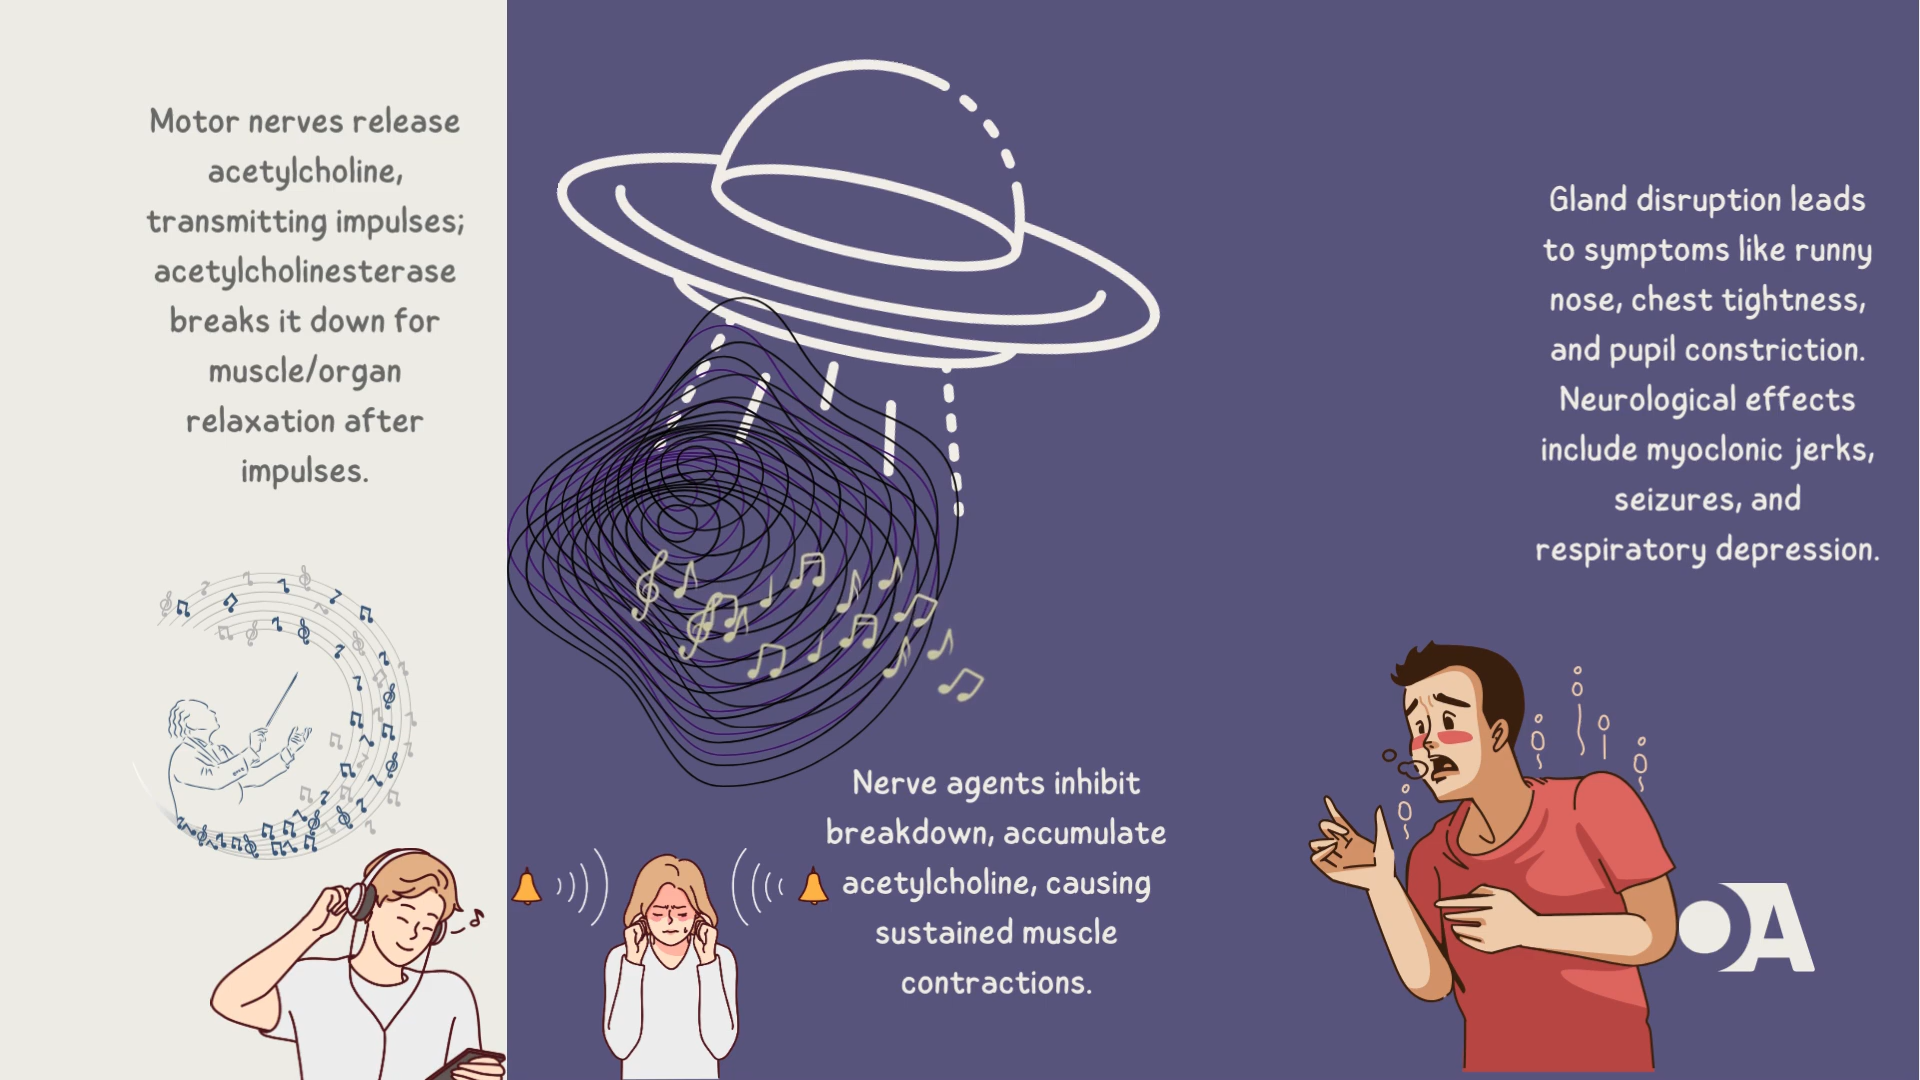 Motor nerves release
acetylcholine,
transmitting impulses;
acetylcholinesterase
breaks it down for
muscle/organ
relaxation after
impulses.
Nerve agents inhibit
breakdown, accumulate
acetylcholine, causing
sustained muscle
contractions.
Gland disruption leads
to symptoms like runny
nose, chest tightness,
and pupil constriction.
Neurological effects
include myoclonic jerks,
seizures, and
respiratory depression.
OA